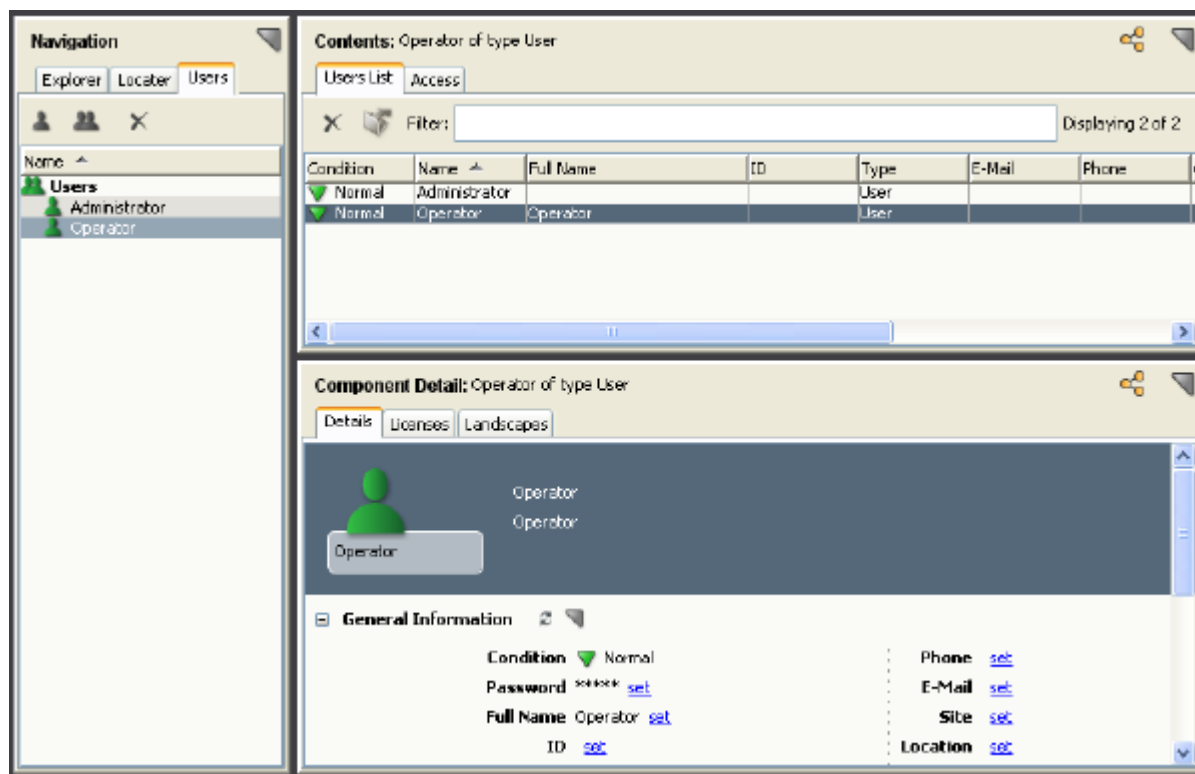 Navigation
Explorer Locater Users
Name
Users
Administrator
Operator
Contents: Operator of type User
Users List Access
Filter: Displaying 2 of 2
Condition Name Full Name ID Type E-Mail Phone
Normal Administrator User
Normal Operator Operator User
Component Detail: Operator of type User
Details Licenses Landscapes
Operator
Operator
Operator
General Information
Condition Normal Phone set
Password ***** set E-Mail set
Full Name Operator set Site set
ID set Location set